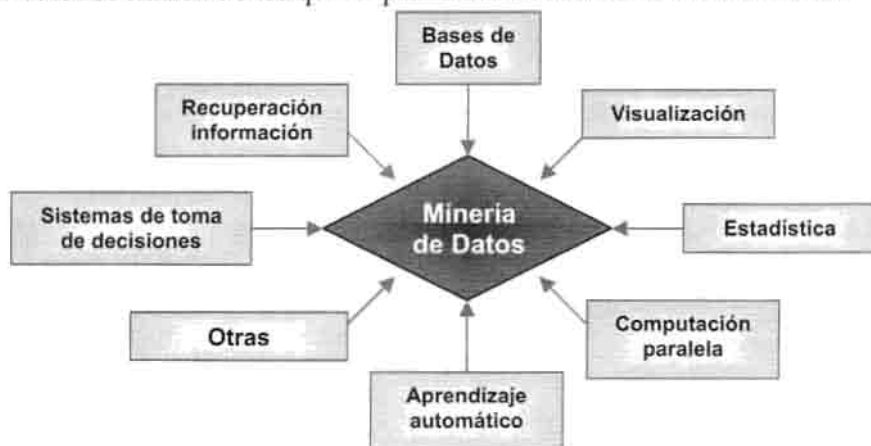 Bases de
Datos
Recuperación
información
Visualización
Sistemas de toma
de decisiones
Mineria
de Datos
Estadística
Otras
Computación
paralela
Aprendizaje
automático